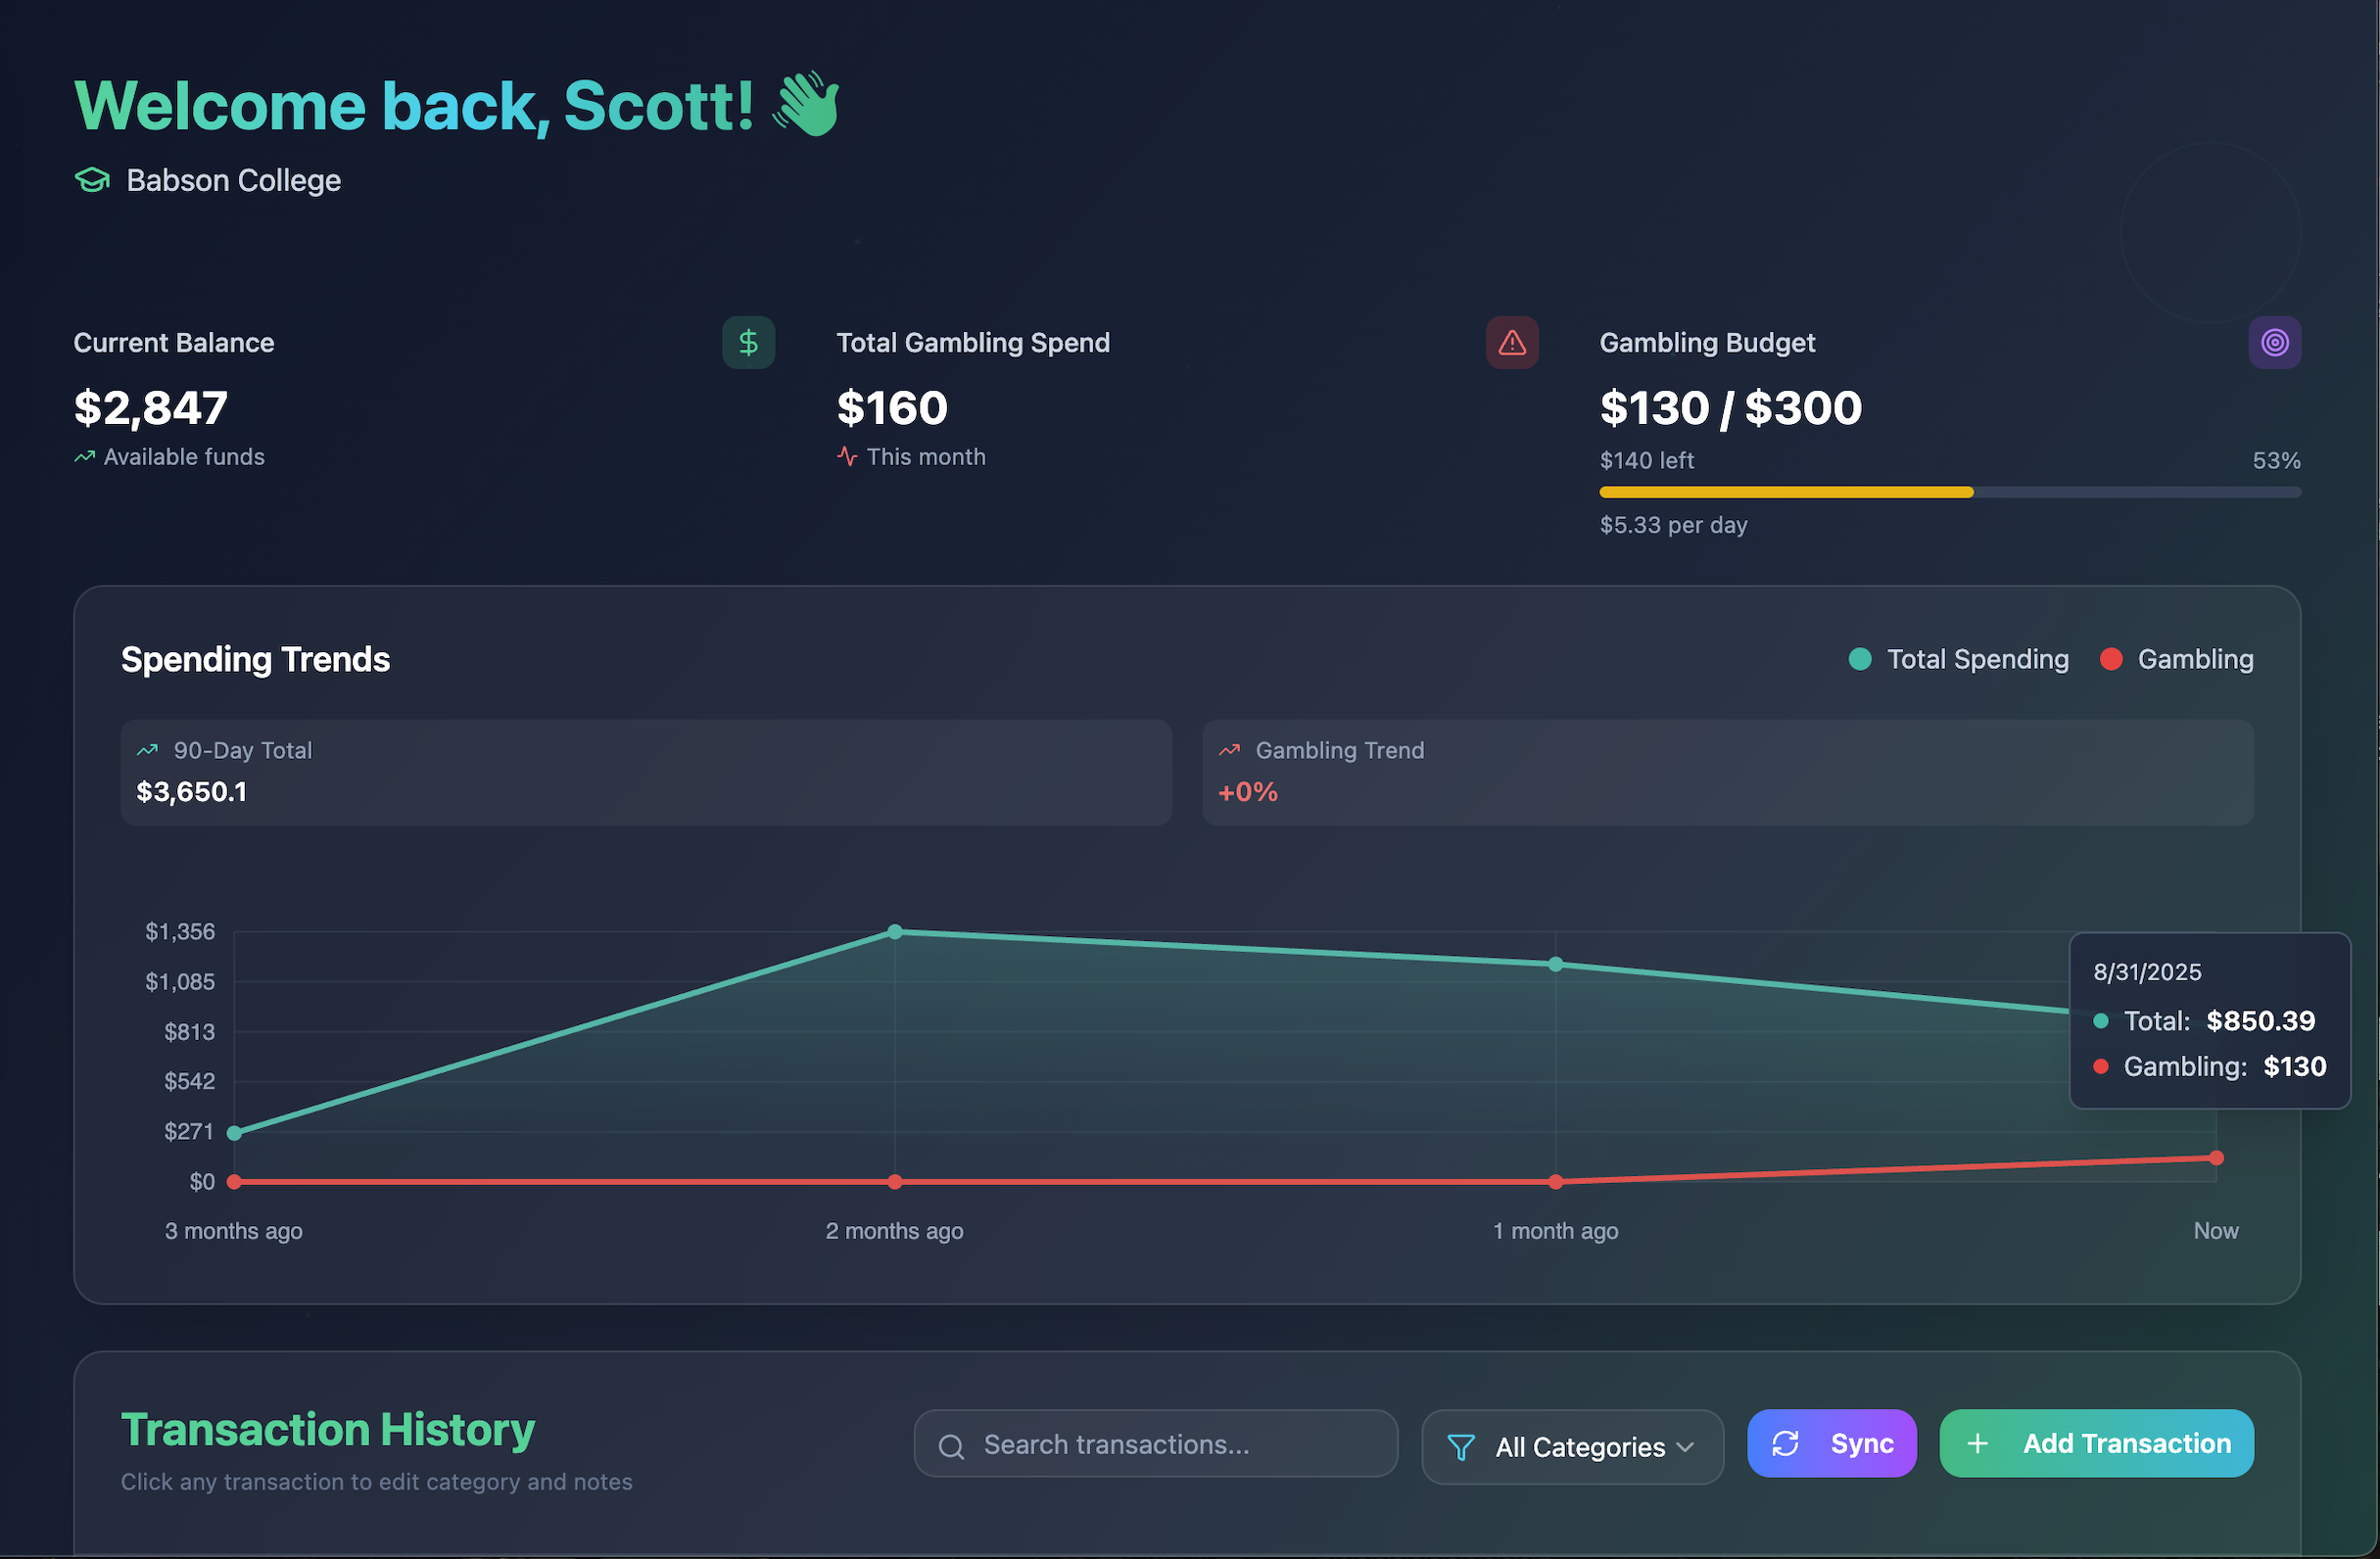 Welcome back, Scott! 👋
Babson College
Current Balance
$2,847
Available funds
Total Gambling Spend
$160
This month
Gambling Budget
$130 / $300
$140 left 53%
$5.33 per day
Spending Trends
Total Spending Gambling
90-Day Total
$3,650.1
Gambling Trend
+0%
$1,356
$1,085
$813
$542
$271
$0
3 months ago 2 months ago 1 month ago Now
8/31/2025
Total: $850.39
Gambling: $130
Transaction History
Click any transaction to edit category and notes
Search transactions...
All Categories
Sync
Add Transaction